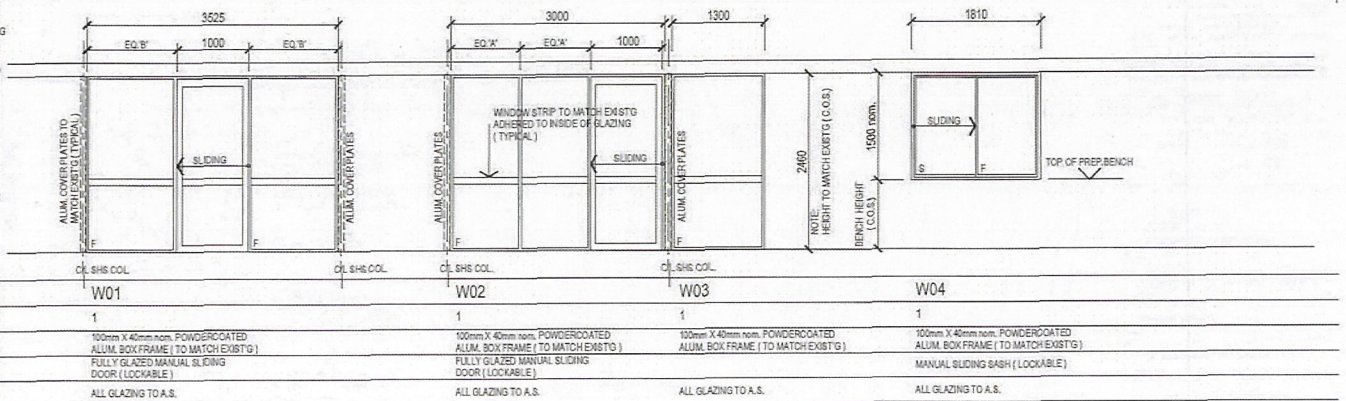 G
3525
3000
1300
1810
EQ.'B'
1000
EQ.'B'
EQ.'A'
EQ.'A'
1000
ALUM. COVER PLATES TO
MATCH EXIST'G (TYPICAL)
SLIDING
F
F
ALUM. COVER PLATES
ALUM. COVER PLATES
WINDOW STRIP TO MATCH EXIST'G
ADHERED TO INSIDE OF GLAZING
( TYPICAL )
SLIDING
F
ALUM. COVER PLATES
F
2460
NOTE:
HEIGHT TO MATCH EXIST'G ( C.O.S.)
1500 nom.
BENCH HEIGHT
( C.O.S.)
SLIDING
S
F
TOP OF PREP.BENCH
C/L SHS COL.
C/L SHS COL.
C/L SHS COL.
C/L SHS COL.
W01
W02
W03
W04
1
1
1
1
100mm X 40mm nom. POWDERCOATED
ALUM. BOX FRAME ( TO MATCH EXIST'G )
FULLY GLAZED MANUAL SLIDING
DOOR ( LOCKABLE )
ALL GLAZING TO A.S.
100mm X 40mm nom. POWDERCOATED
ALUM. BOX FRAME ( TO MATCH EXIST'G )
FULLY GLAZED MANUAL SLIDING
DOOR ( LOCKABLE )
ALL GLAZING TO A.S.
100mm X 40mm nom. POWDERCOATED
ALUM. BOX FRAME ( TO MATCH EXIST'G )
ALL GLAZING TO A.S.
100mm X 40mm nom. POWDERCOATED
ALUM. BOX FRAME ( TO MATCH EXIST'G )
MANUAL SLIDING SASH ( LOCKABLE )
ALL GLAZING TO A.S.